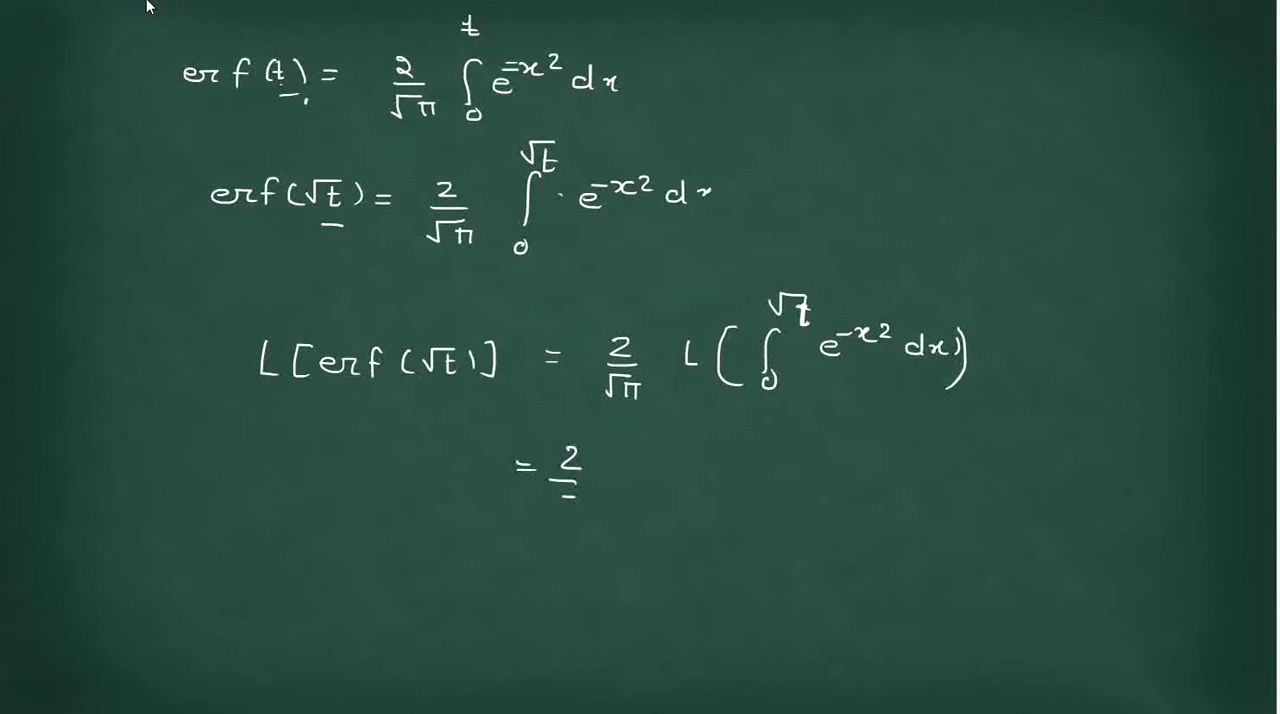 erf(t) = 2/√π ∫₀ᵗ e^(-x²) dx
erf(√t) = 2/√π ∫₀^√t e^(-x²) dx
L[erf(√t)] = 2/√π L(∫₀^√t e^(-x²) dx)
= 2/